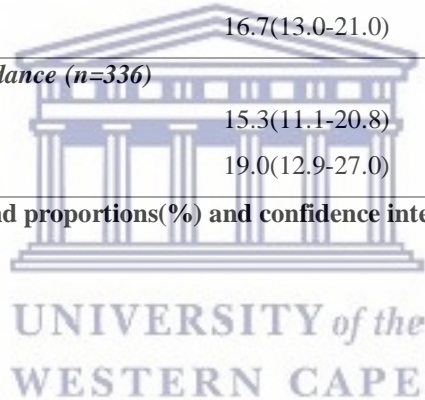 16.7(13.0-21.0)
dance (n=336)
15.3(11.1-20.8)
19.0(12.9-27.0)
nd proportions(%) and confidence inte
UNIVERSITY of the
WESTERN CAPE